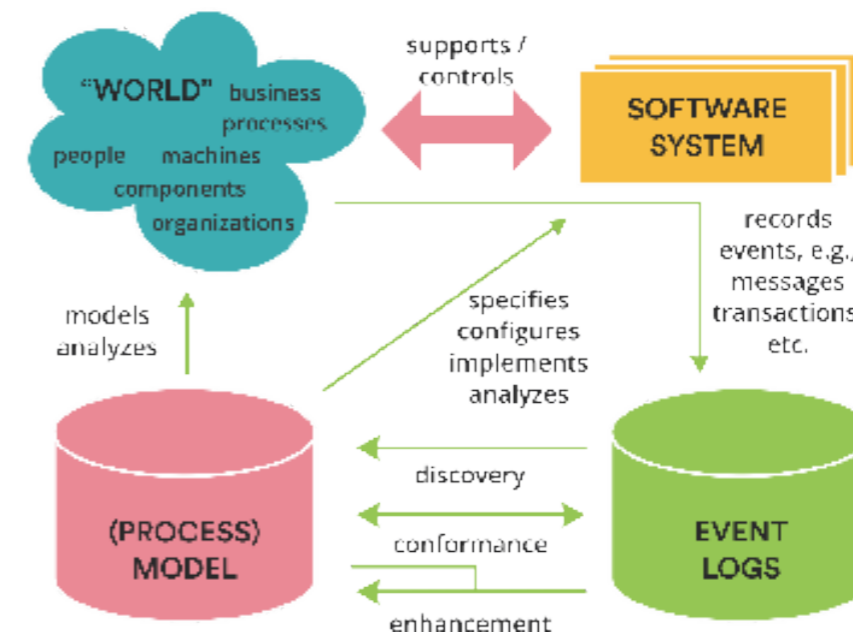 supports /
controls
"WORLD" business
processes
people machines
components
organizations
SOFTWARE
SYSTEM
records
events, e.g.,
messages
transactions,
etc.
models
analyzes
specifies
configures
implements
analyzes
discovery
(PROCESS)
MODEL
conformance
EVENT
LOGS
enhancement